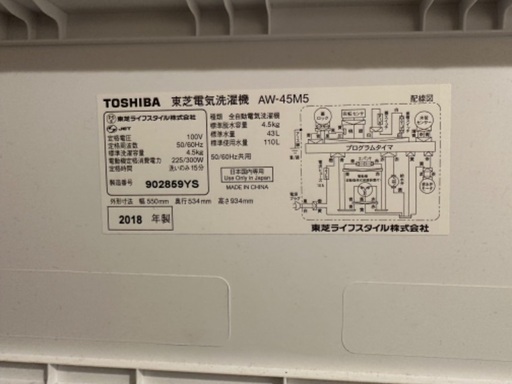 TOSHIBA 東芝電気洗濯機 AW-45M5
配線図
東芝ライフスタイル株式会社
JET
定格電圧 100V
定格周波数 50/60Hz
標準洗濯容量 4.5kg
電動機定格消費電力 225/300W
定格時間 洗いのみ 15分
製造番号 902859YS
種類 全自動電気洗濯機
標準脱水容量 4.5kg
標準水量 43L
標準使用水量 110L
50/60Hz共用
日本国内専用
Use Only in Japan
MADE IN CHINA
外形寸法 幅 550mm 奥行 534mm 高さ 934mm
2018 年製
プログラムタイマ
東芝ライフスタイル株式会社